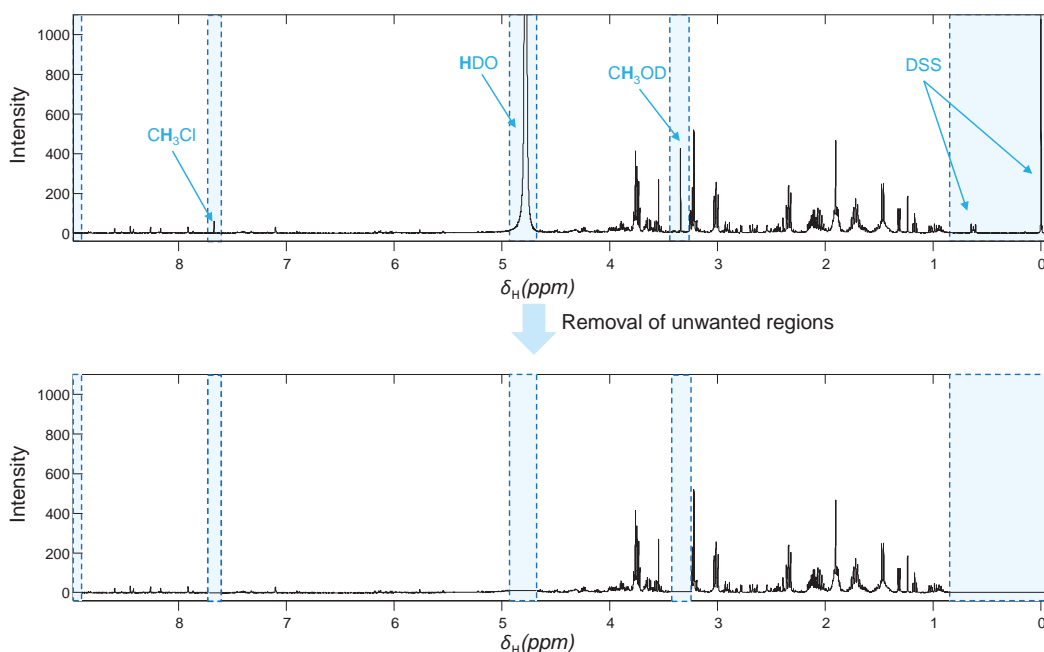 1000
800
600
400
200
0
Intensity
CH₃Cl
HDO
CH₃OD
DSS
8 7 6 5 4 3 2 1 0
δH(ppm)
Removal of unwanted regions
1000
800
600
400
200
0
Intensity
8 7 6 5 4 3 2 1 0
δH(ppm)